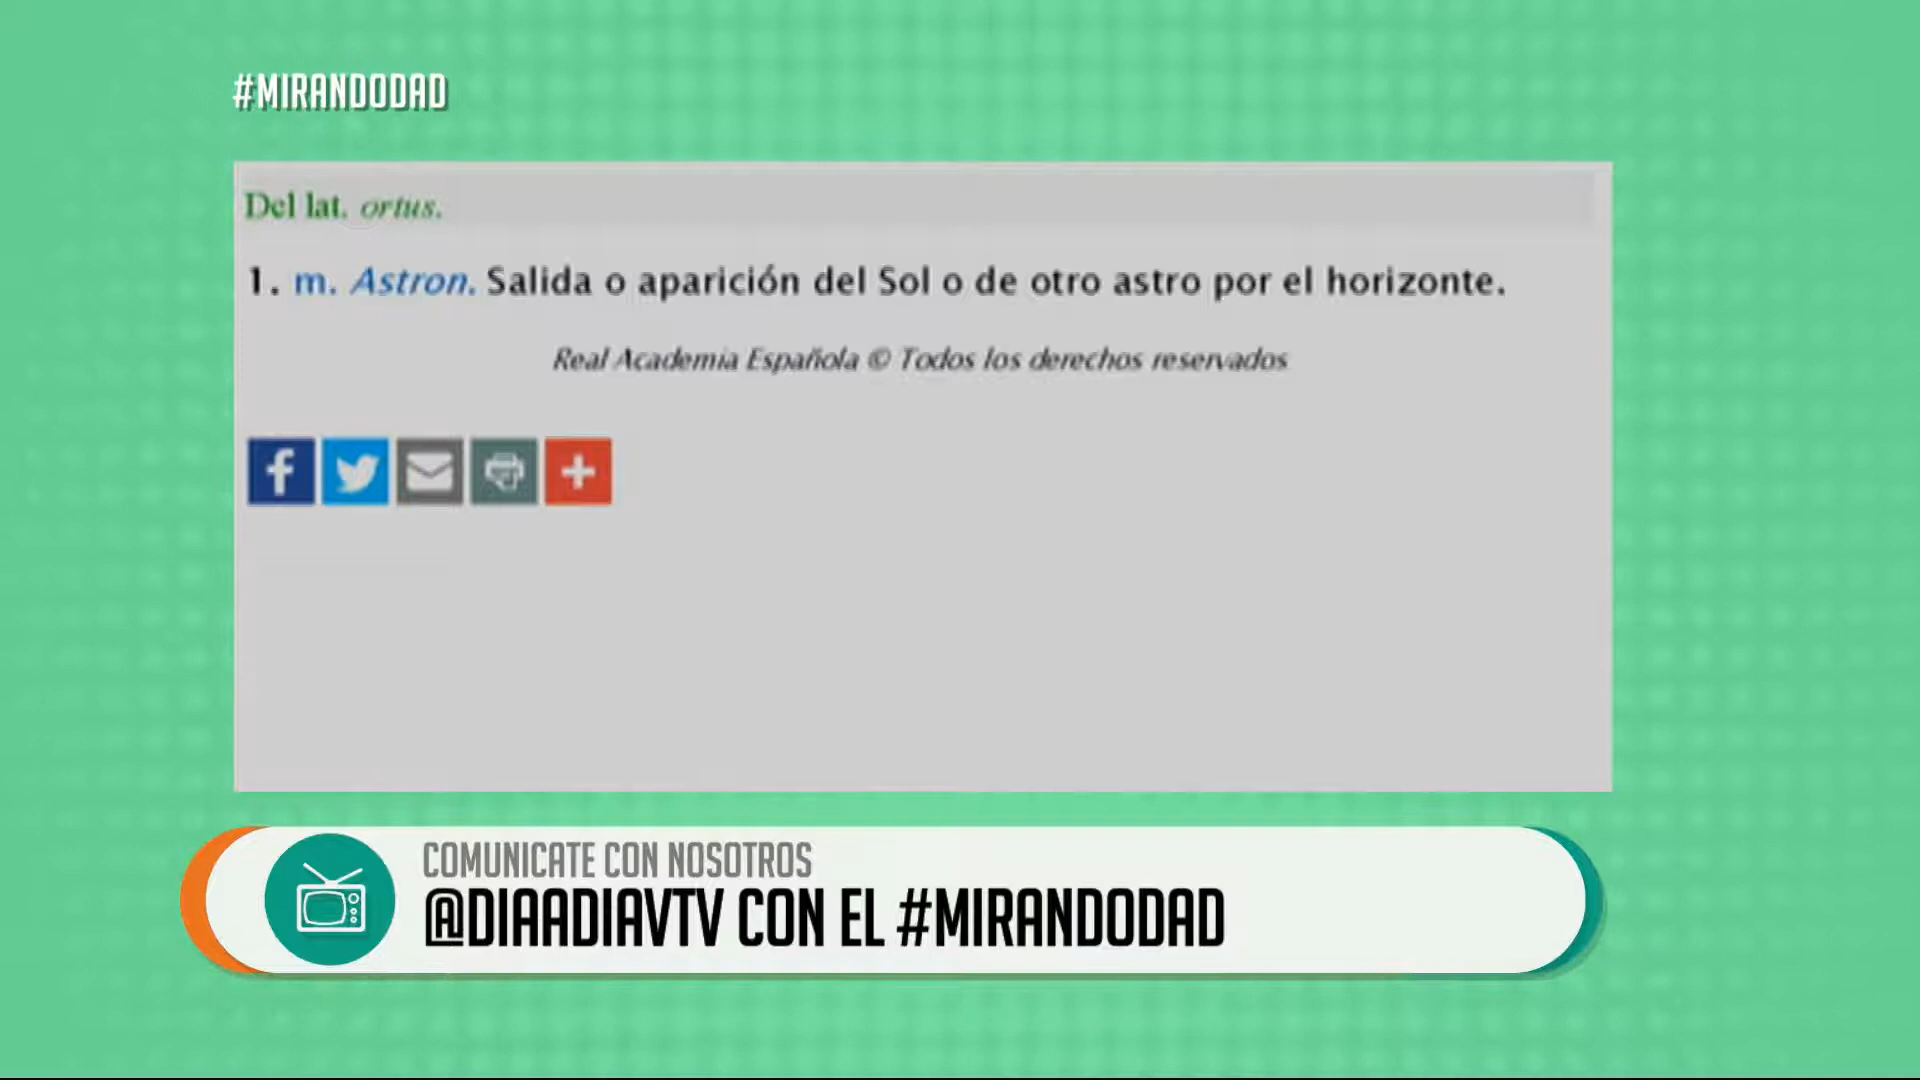 #MIRANDODAD
Del lat. ortus.
1. m. Astron. Salida o aparición del Sol o de otro astro por el horizonte.
Real Academia Española © Todos los derechos reservados
COMUNICATE CON NOSOTROS
@DIAADIAVTV CON EL #MIRANDODAD